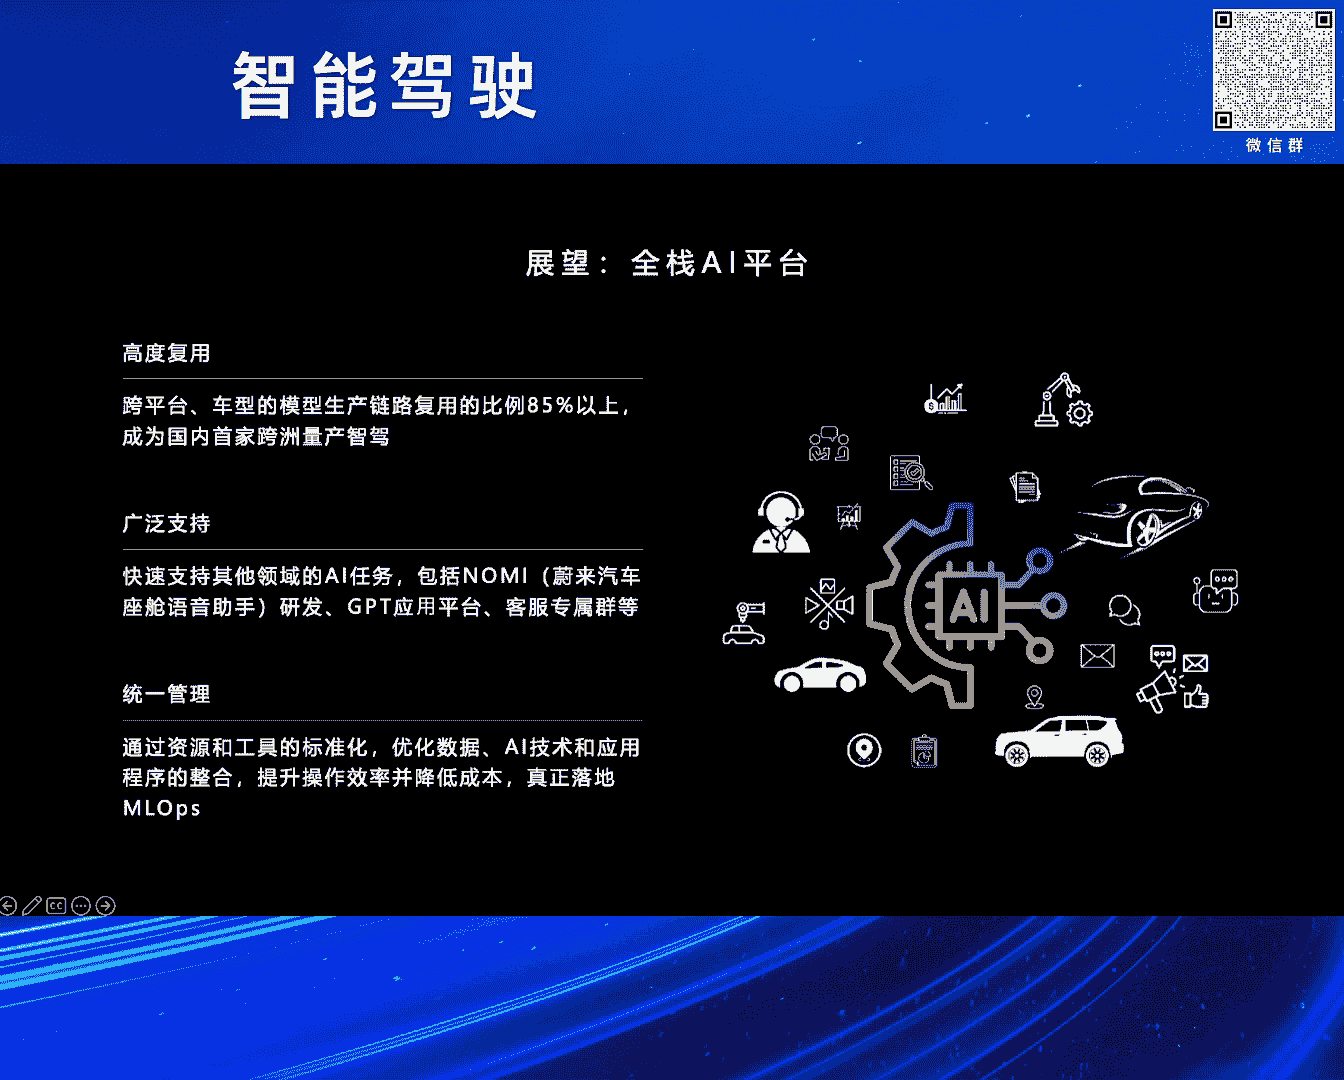 智能驾驶
微信群
展望：全栈AI平台
高度复用
跨平台、车型的模型生产链路复用的比例85%以上，
成为国内首家跨洲量产智驾
广泛支持
快速支持其他领域的AI任务，包括NOMI（蔚来汽车
座舱语音助手）研发、GPT应用平台、客服专属群等
统一管理
通过资源和工具的标准化，优化数据、AI技术和应用
程序的整合，提升操作效率并降低成本，真正落地
MLOps
AI
CC